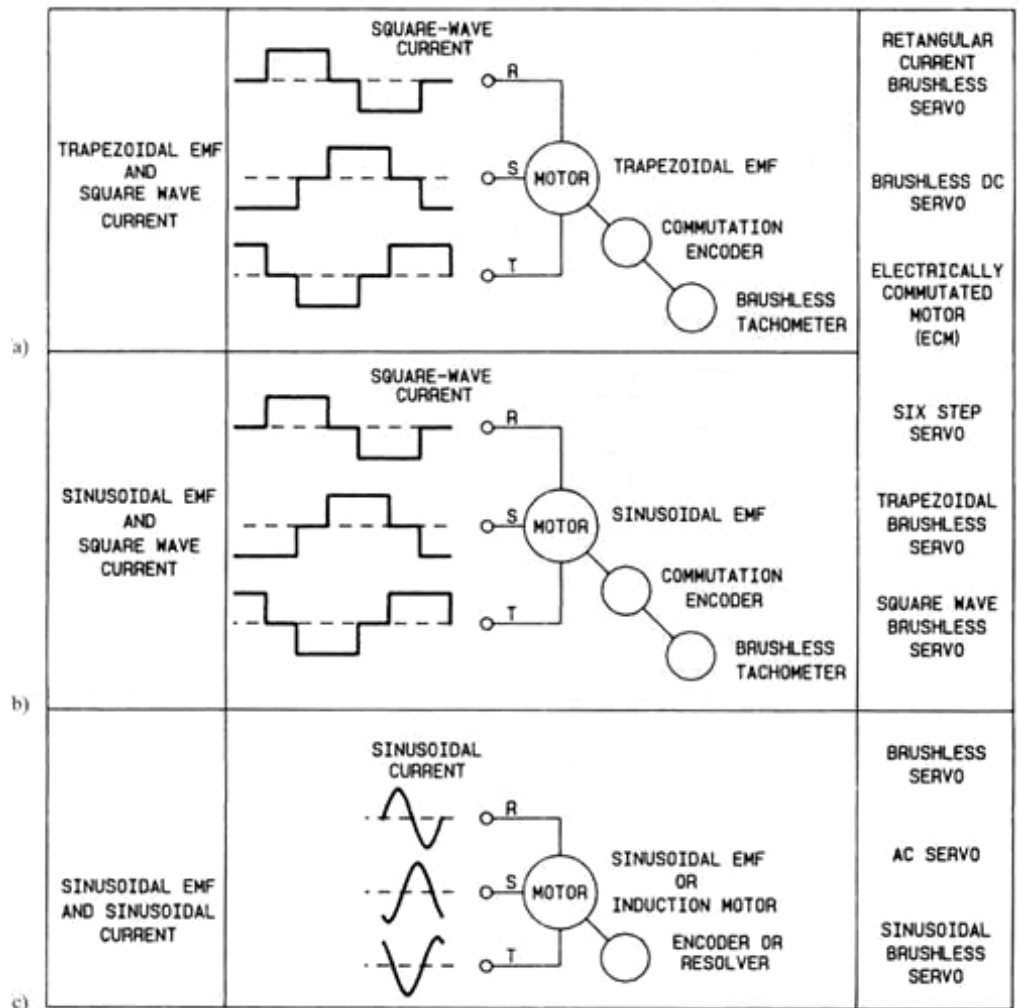 SQUARE-WAVE
CURRENT
R
S
T
MOTOR
TRAPEZOIDAL EMF
COMMUTATION
ENCODER
BRUSHLESS
TACHOMETER
TRAPEZOIDAL EMF
AND
SQUARE WAVE
CURRENT
a)
RETANGULAR
CURRENT
BRUSHLESS
SERVO
BRUSHLESS DC
SERVO
ELECTRICALLY
COMMUTATED
MOTOR
(ECM)
SIX STEP
SERVO
TRAPEZOIDAL
BRUSHLESS
SERVO
SQUARE WAVE
BRUSHLESS
SERVO
SQUARE-WAVE
CURRENT
R
S
T
MOTOR
SINUSOIDAL EMF
COMMUTATION
ENCODER
BRUSHLESS
TACHOMETER
SINUSOIDAL EMF
AND
SQUARE WAVE
CURRENT
b)
SINUSOIDAL
CURRENT
R
S
T
MOTOR
SINUSOIDAL EMF
OR
INDUCTION MOTOR
ENCODER OR
RESOLVER
SINUSOIDAL EMF
AND SINUSOIDAL
CURRENT
c)
BRUSHLESS
SERVO
AC SERVO
SINUSOIDAL
BRUSHLESS
SERVO